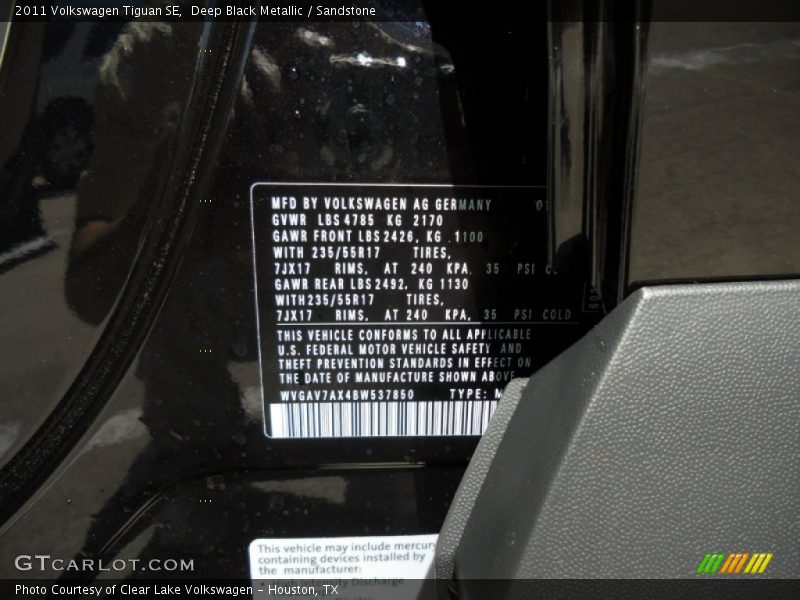 2011 Volkswagen Tiguan SE, Deep Black Metallic / Sandstone
MFD BY VOLKSWAGEN AG GERMANY
GVWR LBS 4785 KG 2170
GAWR FRONT LBS 2426, KG 1100
WITH 235/55R17 TIRES,
7JX17 RIMS, AT 240 KPA, 35 PSI
GAWR REAR LBS 2492, KG 1130
WITH 235/55R17 TIRES,
7JX17 RIMS, AT 240 KPA, 35 PSI COLD
THIS VEHICLE CONFORMS TO ALL APPLICABLE
U.S. FEDERAL MOTOR VEHICLE SAFETY AND
THEFT PREVENTION STANDARDS IN EFFECT ON
THE DATE OF MANUFACTURE SHOWN ABOVE
WVGAV7AX4BW537850 TYPE: M
This vehicle may include mercury
containing devices installed by
the manufacturer:
Discharge
GTCARLOT.COM
Photo Courtesy of Clear Lake Volkswagen - Houston, TX